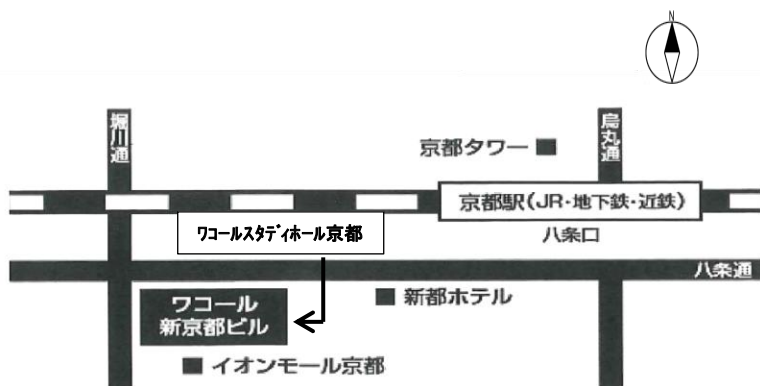 N
堀川通
烏丸通
京都タワー
京都駅(JR・地下鉄・近鉄)
ワコールスタディホール京都
八条口
八条通
ワコール
新京都ビル
新都ホテル
イオンモール京都